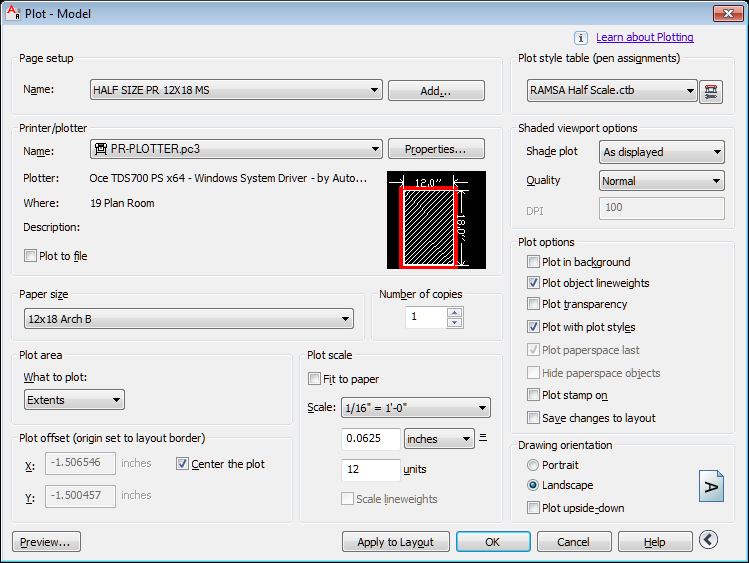 Plot - Model
Learn about Plotting
Page setup
Name: HALF SIZE PR 12X18 MS Add...
Printer/plotter
Name: PR-PLOTTER.pc3 Properties...
Plotter: Oce TDS700 PS x64 - Windows System Driver - by Auto...
Where: 19 Plan Room
Description:
Plot to file
12.0''
18.0''
Paper size
12x18 Arch B
Number of copies
1
Plot area
What to plot:
Extents
Plot offset (origin set to layout border)
X: -1.506546 inches Center the plot
Y: -1.500457 inches
Plot scale
Fit to paper
Scale: 1/16" = 1'-0"
0.0625 inches =
12 units
Scale lineweights
Plot style table (pen assignments)
RAMSA Half Scale.ctb
Shaded viewport options
Shade plot As displayed
Quality Normal
DPI 100
Plot options
Plot in background
Plot object lineweights
Plot transparency
Plot with plot styles
Plot paperspace last
Hide paperspace objects
Plot stamp on
Save changes to layout
Drawing orientation
Portrait
Landscape
Plot upside-down
A
Preview... Apply to Layout OK Cancel Help